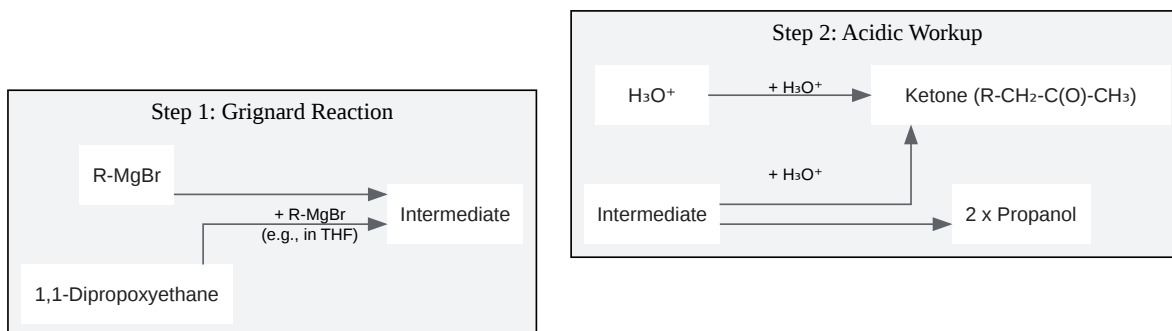 Step 1: Grignard Reaction
R-MgBr
+ R-MgBr
(e.g., in THF)
Intermediate
1,1-Dipropoxyethane
Step 2: Acidic Workup
H₃O⁺
+ H₃O⁺
Ketone (R-CH₂-C(O)-CH₃)
+ H₃O⁺
Intermediate
2 x Propanol